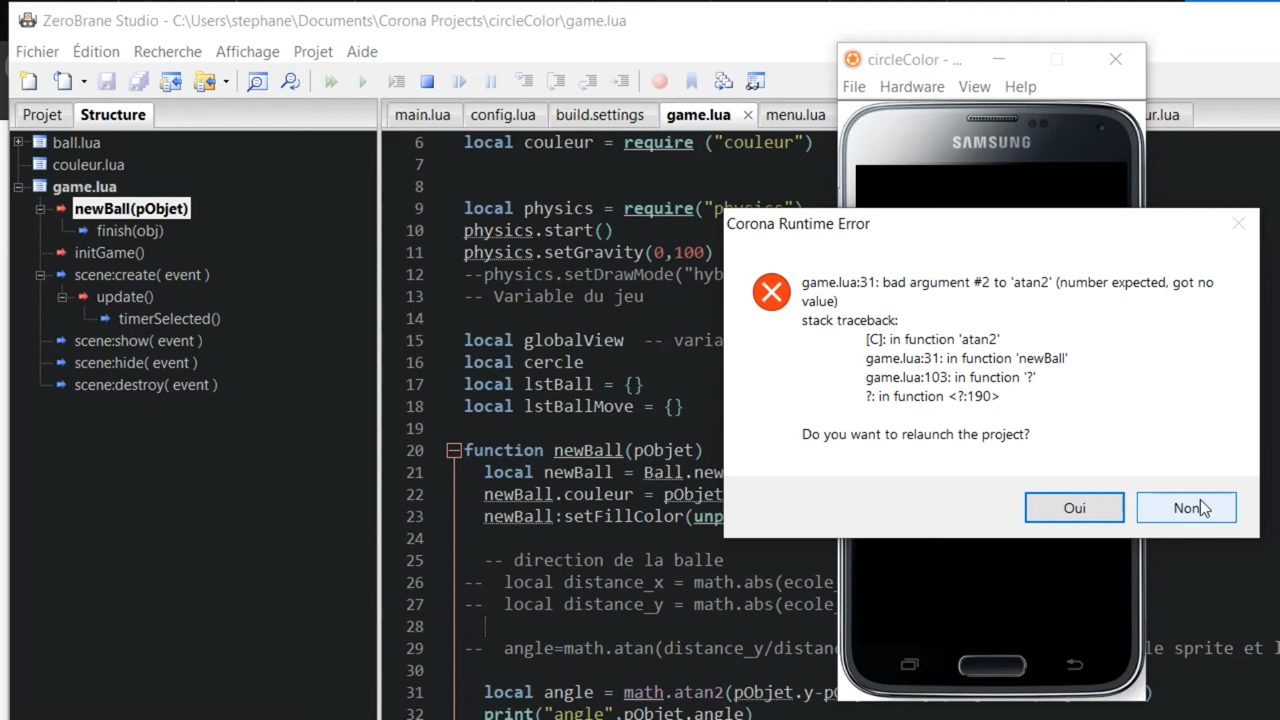 ZeroBrane Studio - C:\Users\stephane\Documents\Corona Projects\circleColor\game.lua
Fichier Édition Recherche Affichage Projet Aide
Projet Structure
ball.lua
couleur.lua
game.lua
newBall(pObjet)
finish(obj)
initGame()
scene:create( event )
update()
timerSelected()
scene:show( event )
scene:hide( event )
scene:destroy( event )
main.lua config.lua build.settings game.lua menu.lua ur.lua
6 local couleur = require ("couleur")
7
8
9 local physics = require("physics")
10 physics.start()
11 physics.setGravity(0,100)
12 --physics.setDrawMode("hyb
13 -- Variable du jeu
14
15 local globalView -- varia
16 local cercle
17 local lstBall = {}
18 local lstBallMove = {}
19
20 function newBall(pObjet)
21 local newBall = Ball.new
22 newBall.couleur = pObjet
23 newBall:setFillColor(unp
24
25 -- direction de la balle
26 -- local distance_x = math.abs(ecole_
27 -- local distance_y = math.abs(ecole_
28
29 -- angle=math.atan(distance_y/distan le sprite et l
30
31 local angle = math.atan2(pObjet.y-p )
32 print("angle",pObjet.angle)
circleColor - ...
File Hardware View Help
SAMSUNG
Corona Runtime Error
game.lua:31: bad argument #2 to 'atan2' (number expected, got no
value)
stack traceback:
[C]: in function 'atan2'
game.lua:31: in function 'newBall'
game.lua:103: in function '?'
?: in function <?:190>
Do you want to relaunch the project?
Oui Non